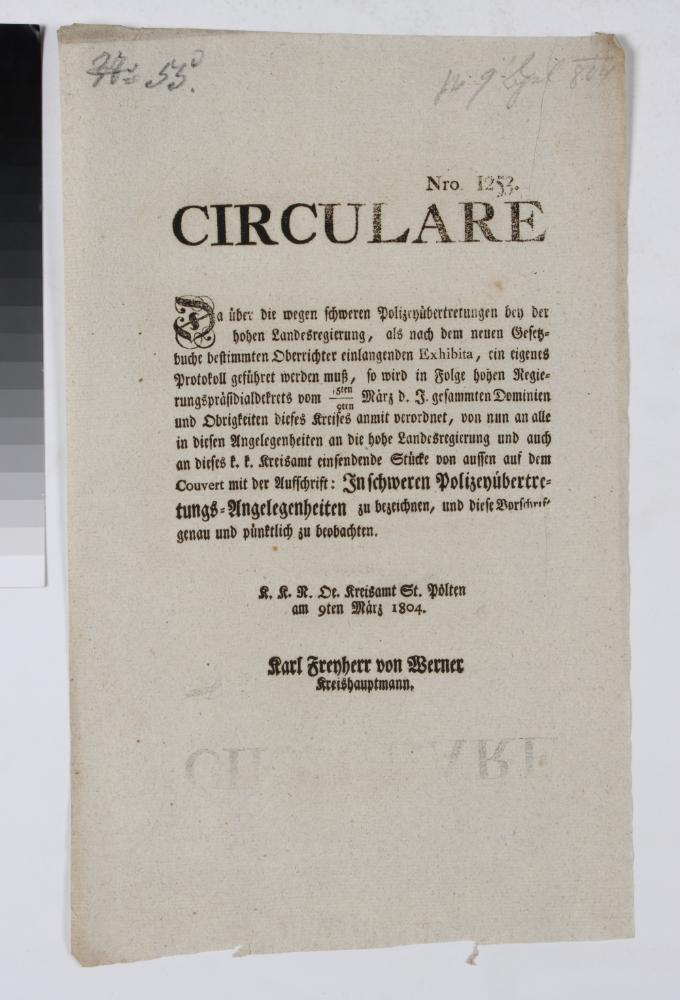 55.
Nro. 1253.
CIRCULARE
Da über die wegen schweren Polizeyübertretungen bey der
hohen Landesregierung, als nach dem neuen Gesetz-
buche bestimmten Oberrichter einlangenden Exhibita, ein eigenes
Protokoll geführet werden muß, so wird in Folge hohen Regie-
rungspräsidialdekrets vom 5ten/9ten März d. J. gesammten Dominien
und Obrigkeiten dieses Kreises anmit verordnet, von nun an alle
in diesen Angelegenheiten an die hohe Landesregierung und auch
an dieses k. k. Kreisamt einsendende Stücke von aussen auf dem
Couvert mit der Aufschrift: In schweren Polizeyübertre-
tungs-Angelegenheiten zu bezeichnen, und diese Vorschrift
genau und pünktlich zu beobachten.
K. K. N. Oe. Kreisamt St. Pölten
am 9ten März 1804.
Karl Freyherr von Werner
Kreishauptmann.